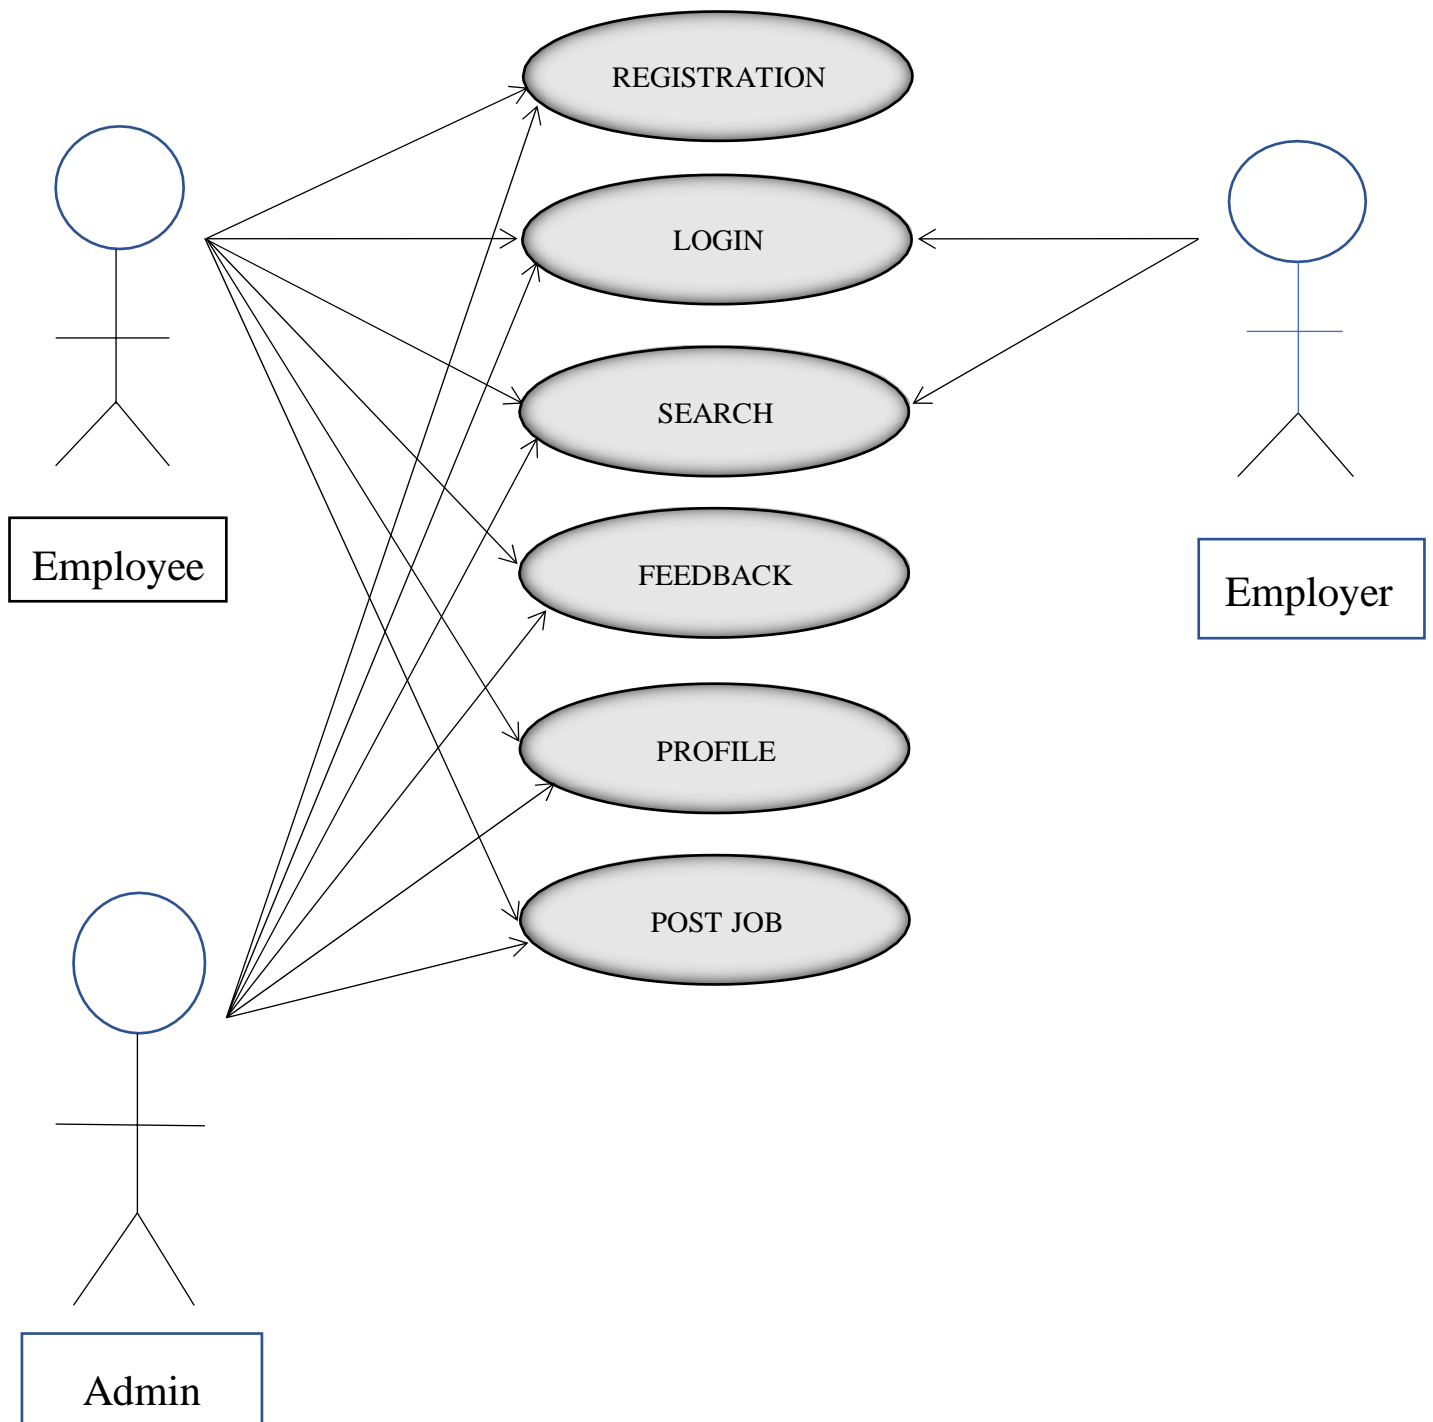 REGISTRATION
LOGIN
SEARCH
FEEDBACK
PROFILE
POST JOB
Employee
Employer
Admin